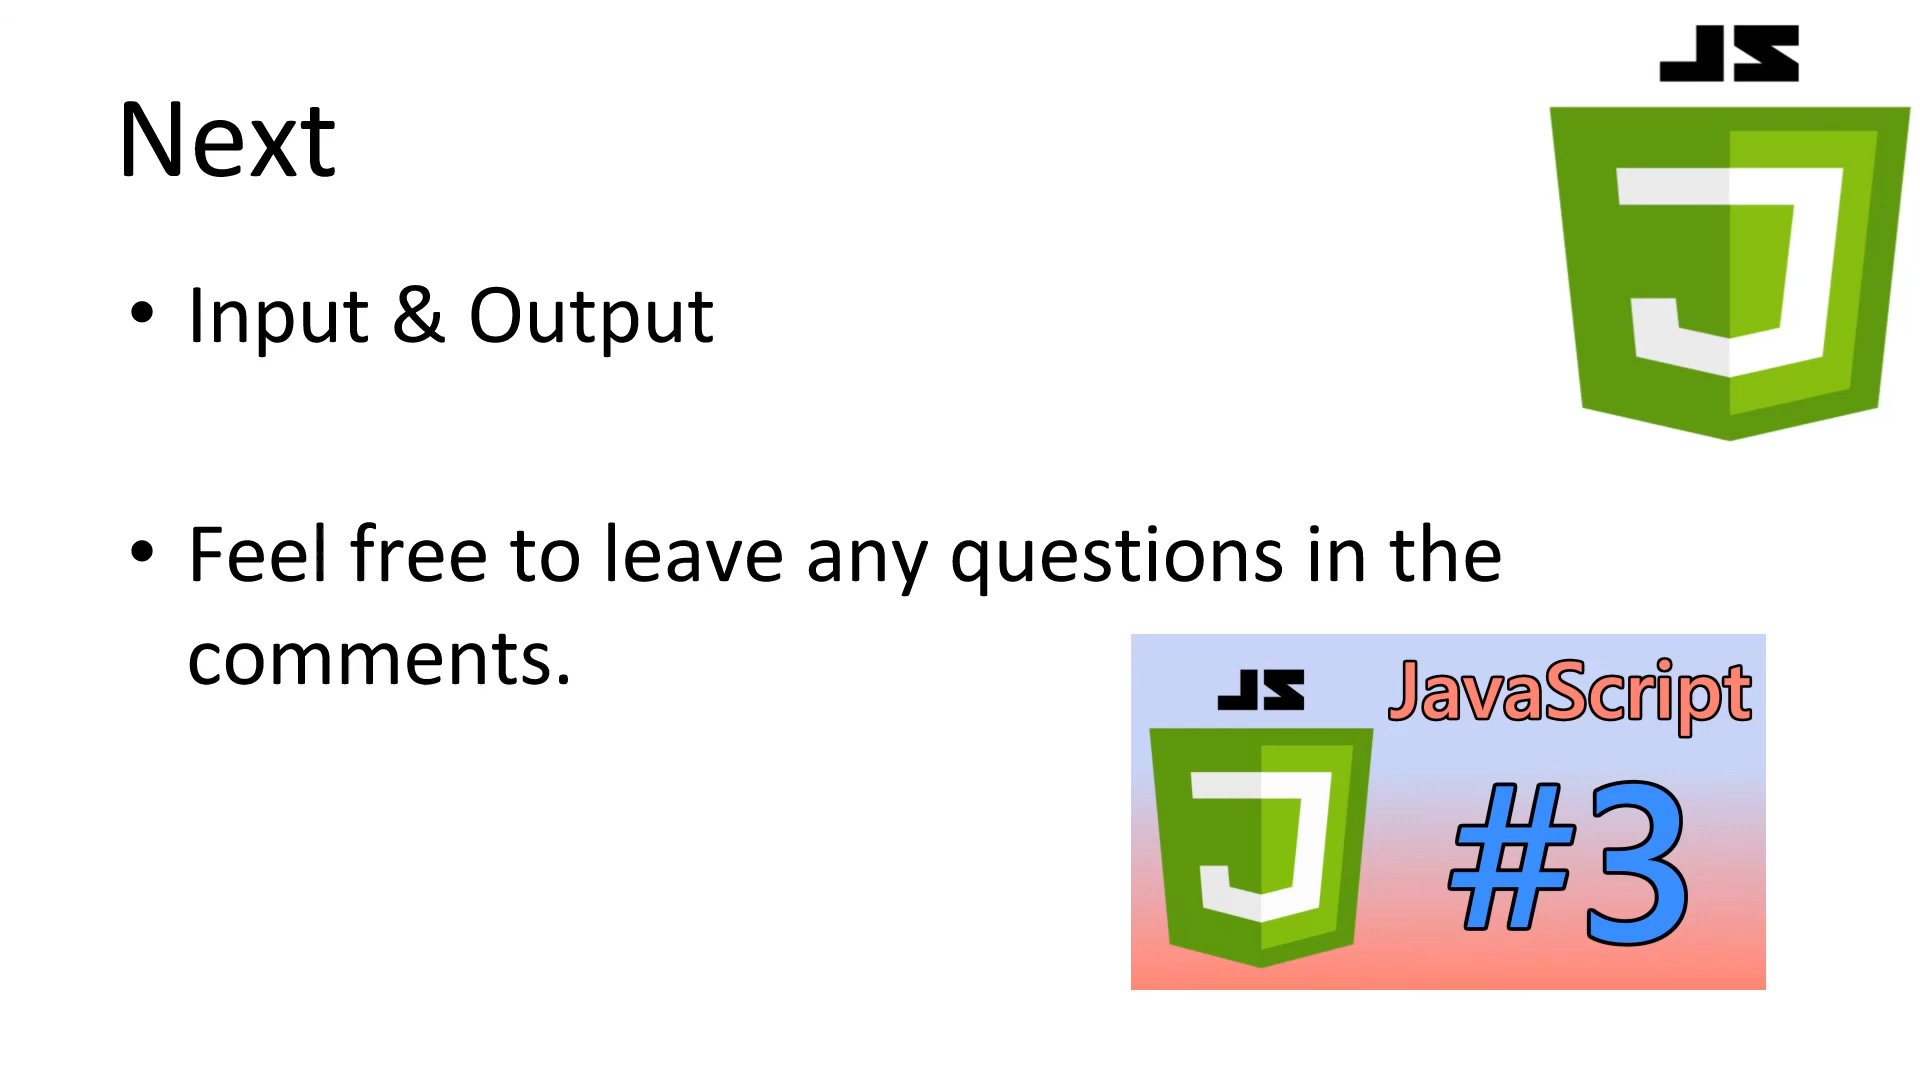 JS
Next
• Input & Output
• Feel free to leave any questions in the
comments.
JS
JavaScript
#3